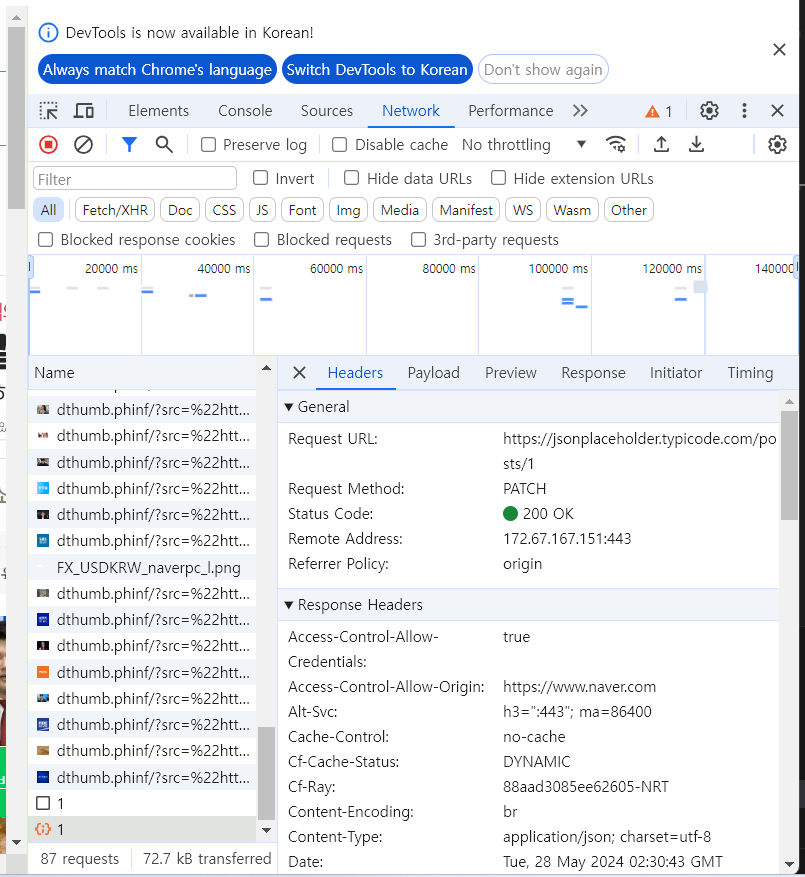 DevTools is now available in Korean!
Always match Chrome's language Switch DevTools to Korean Don't show again
Elements Console Sources Network Performance 1
Preserve log Disable cache No throttling
Filter Invert Hide data URLs Hide extension URLs
All Fetch/XHR Doc CSS JS Font Img Media Manifest WS Wasm Other
Blocked response cookies Blocked requests 3rd-party requests
20000 ms 40000 ms 60000 ms 80000 ms 100000 ms 120000 ms 14000
Name
dthumb.phinf/?src=%22htt...
dthumb.phinf/?src=%22htt...
dthumb.phinf/?src=%22htt...
dthumb.phinf/?src=%22htt...
dthumb.phinf/?src=%22htt...
dthumb.phinf/?src=%22htt...
dthumb.phinf/?src=%22htt...
FX_USDKRW_naverpc_l.png
dthumb.phinf/?src=%22htt...
dthumb.phinf/?src=%22htt...
dthumb.phinf/?src=%22htt...
dthumb.phinf/?src=%22htt...
dthumb.phinf/?src=%22htt...
dthumb.phinf/?src=%22htt...
dthumb.phinf/?src=%22htt...
dthumb.phinf/?src=%22htt...
1
1
87 requests 72.7 kB transferred
Headers Payload Preview Response Initiator Timing
General
Request URL: https://jsonplaceholder.typicode.com/po
sts/1
Request Method: PATCH
Status Code: 200 OK
Remote Address: 172.67.167.151:443
Referrer Policy: origin
Response Headers
Access-Control-Allow- true
Credentials:
Access-Control-Allow-Origin: https://www.naver.com
Alt-Svc: h3=":443"; ma=86400
Cache-Control: no-cache
Cf-Cache-Status: DYNAMIC
Cf-Ray: 88aad3085ee62605-NRT
Content-Encoding: br
Content-Type: application/json; charset=utf-8
Date: Tue, 28 May 2024 02:30:43 GMT